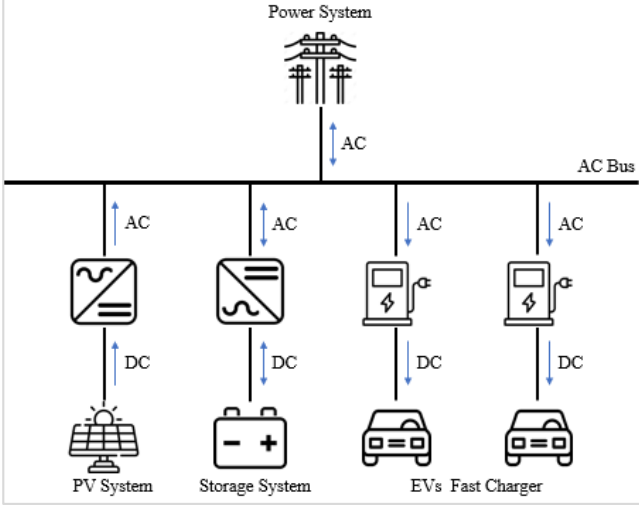 Power System
AC
AC Bus
AC AC AC AC
DC DC DC DC
PV System Storage System EVs Fast Charger